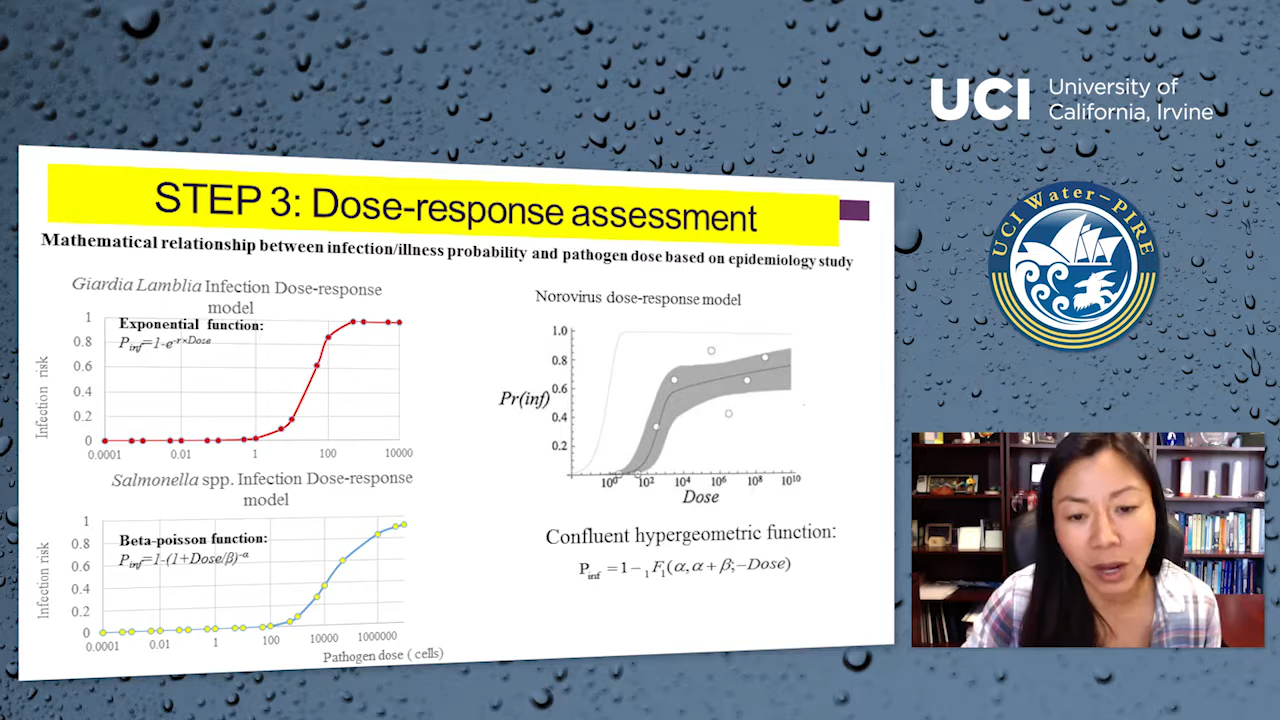 UCI
University of
California, Irvine
UCI Water-PIRE
STEP 3: Dose-response assessment
Mathematical relationship between infection/illness probability and pathogen dose based on epidemiology study
Giardia Lamblia Infection Dose-response
model
Exponential function:
P_inf=1-e^-r×Dose
Infection risk
1
0.8
0.6
0.4
0.2
0
0.0001 0.01 1 100 10000
Salmonella spp. Infection Dose-response
model
Beta-poisson function:
P_inf=1-(1+Dose/β)^-α
Infection risk
1
0.8
0.6
0.4
0.2
0
0.0001 0.01 1 100 10000 1000000
Pathogen dose ( cells)
Norovirus dose-response model
Pr(inf)
1.0
0.8
0.6
0.4
0.2
10⁰ 10² 10⁴ 10⁶ 10⁸ 10¹⁰
Dose
Confluent hypergeometric function:
P_inf = 1 − ₁F₁(α, α + β; −Dose)